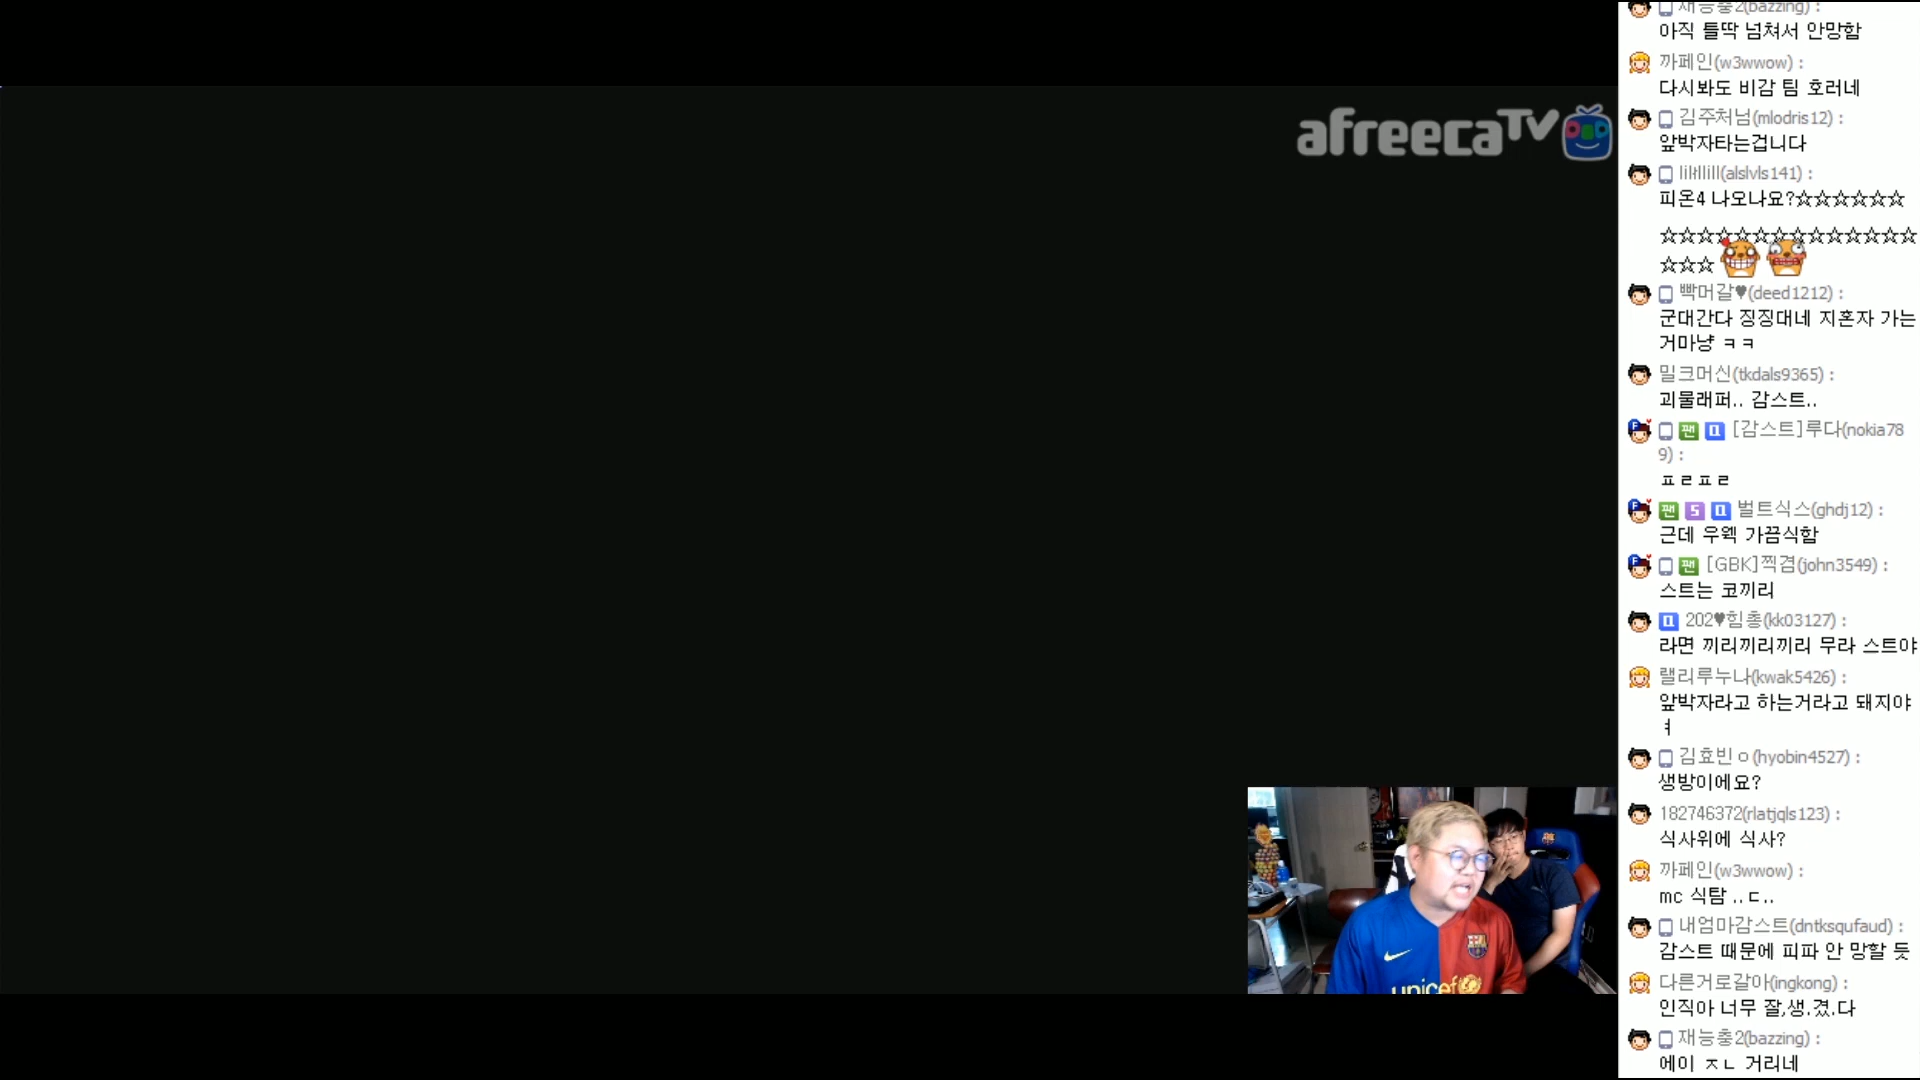 afreecaTV
재능충2(bazzing) :
아직 틀딱 넘쳐서 안망함
까페인(w3wwow) :
다시봐도 비감 팀 호러네
김주처넘(mlodris12) :
앞박자타는겁니다
(alslvls141) :
피온4 나오나요?☆☆☆☆☆☆
☆☆☆☆☆☆☆☆☆☆☆☆☆☆
☆☆☆
빡머갈♥(deed1212) :
군대간다 징징대네 지혼자 가는
거마냥 ㅋㅋ
밀크머신(tkdals9365) :
괴물래퍼.. 감스트..
팬 [감스트]루다(nokia78
9) :
ㅍㄹㅍㄹ
팬 S 벌트식스(ghdj12) :
근데 우웩 가끔식함
팬 [GBK]찍겸(john3549) :
스트는 코끼리
202♥힘총(kk03127) :
라면 끼리끼리끼리 무라 스트야
랠리루누나(kwak5426) :
앞박자라고 하는거라고 돼지야
ㅕ
김효빈ㅇ(hyobin4527) :
생방이에요?
182746372(rlatjqls123) :
식사위에 식사?
까페인(w3wwow) :
mc 식탐 ..ㄷ..
내엄마감스트(dntksqufaud) :
감스트 때문에 피파 안 망할 듯
다른거로갈아(ingkong) :
인직아 너무 잘,생.겼.다
재능충2(bazzing) :
에이 ㅈㄴ 거리네
unicef